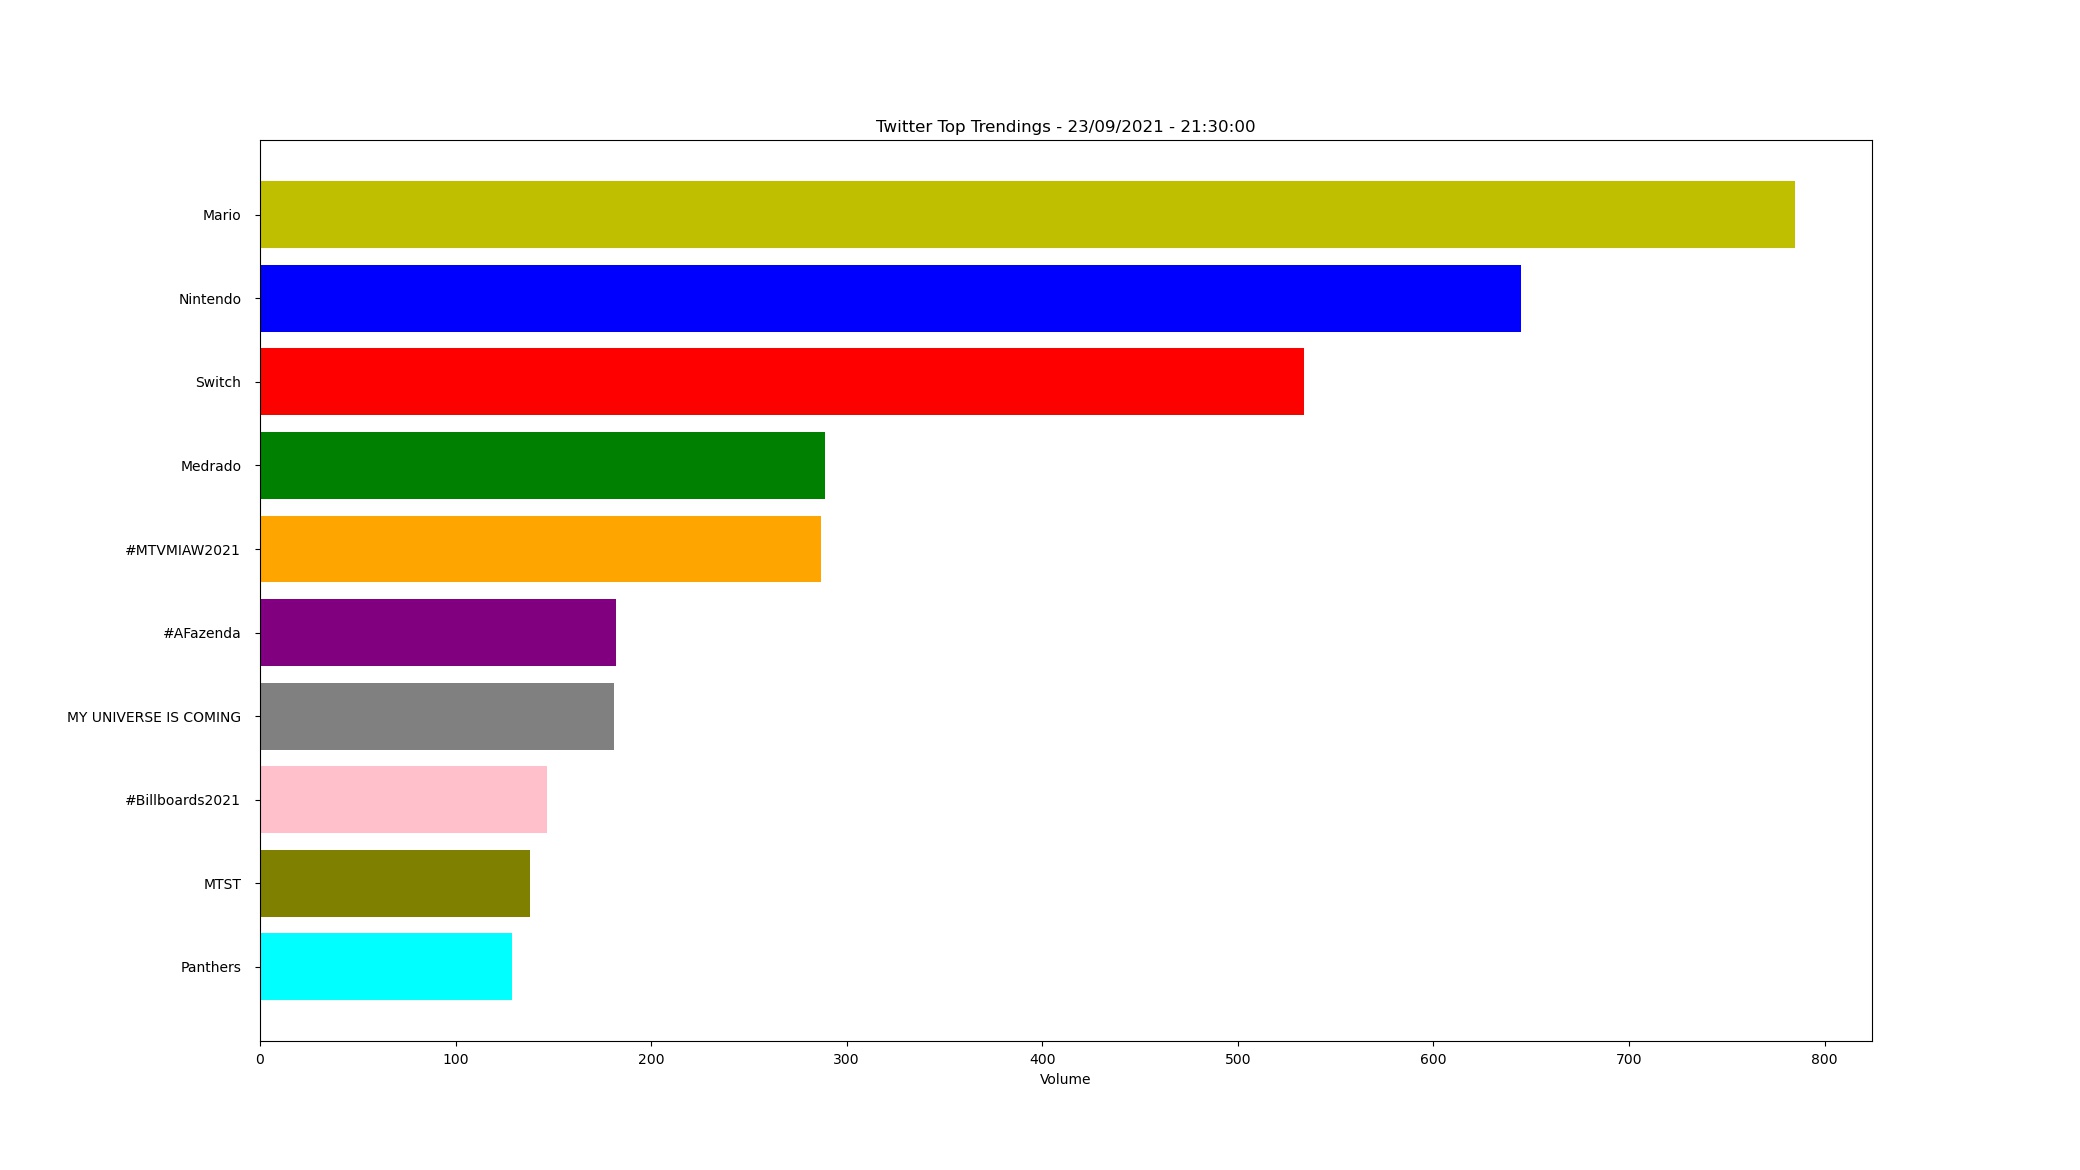 Twitter Top Trendings - 23/09/2021 - 21:30:00
Mario
Nintendo
Switch
Medrado
#MTVMIAW2021
#AFazenda
MY UNIVERSE IS COMING
#Billboards2021
MTST
Panthers
0 100 200 300 400 500 600 700 800
Volume